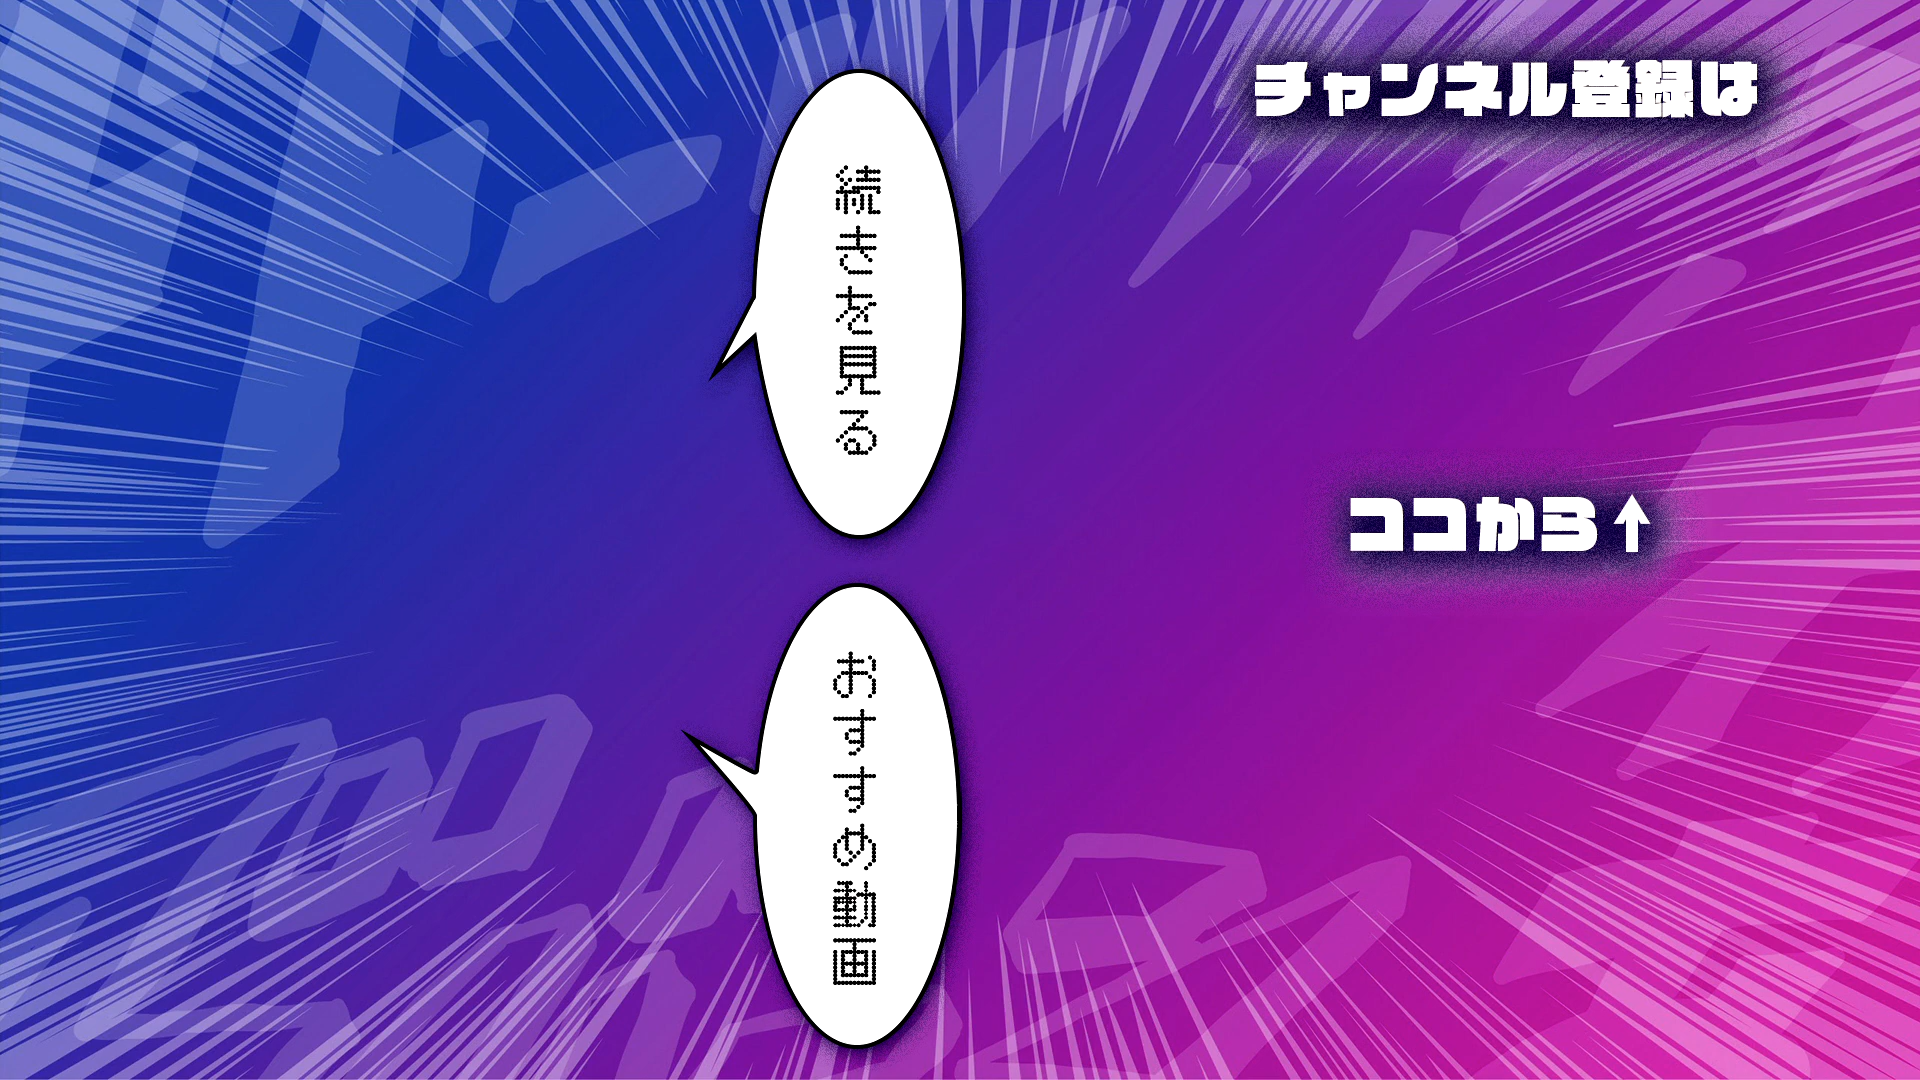 チャンネル登録は
ココから↑
続きを見る
おすすめ動画